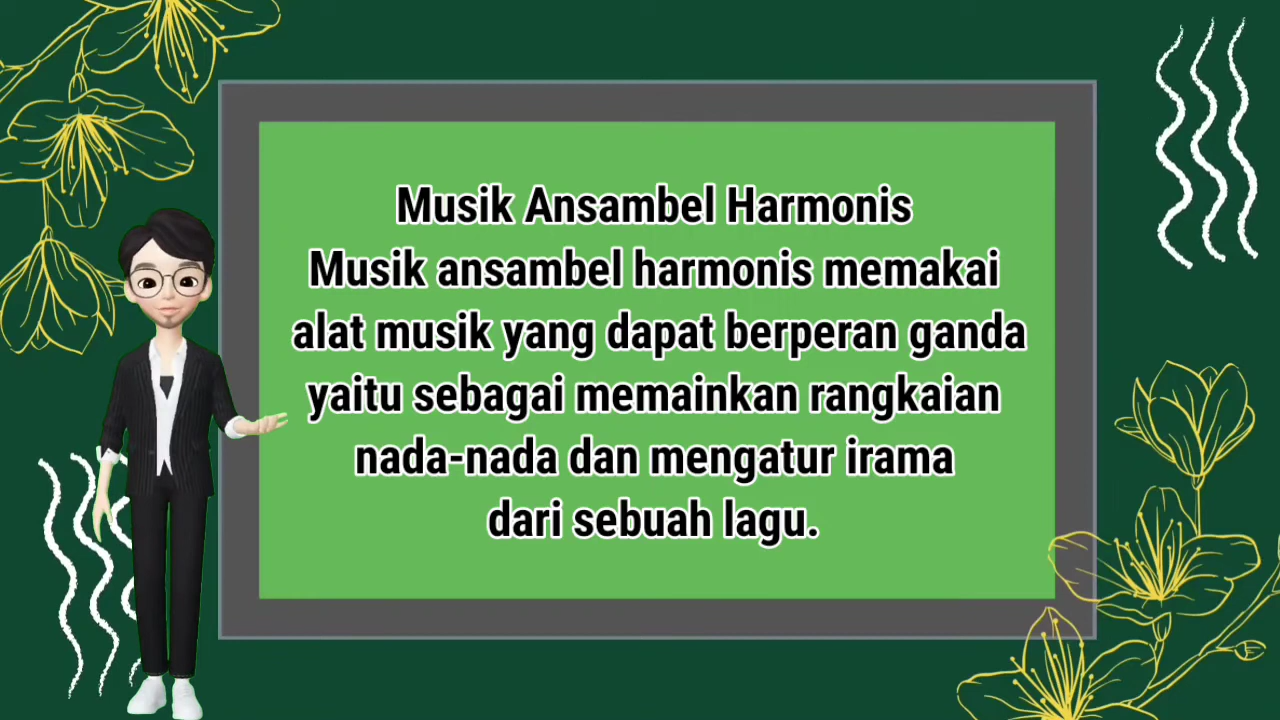 Musik Ansambel Harmonis
Musik ansambel harmonis memakai
alat musik yang dapat berperan ganda
yaitu sebagai memainkan rangkaian
nada-nada dan mengatur irama
dari sebuah lagu.